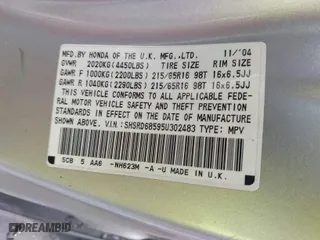 MFD.BY HONDA OF THE U.K. MFG.,LTD. 11/'04
GVWR 2020KG(4450LBS) TIRE SIZE RIM SIZE
GAWR F 1000KG(2200LBS) 215/65R16 98T 16x6.5JJ
GAWR R 1040KG(2290LBS) 215/65R16 98T 16x6.5JJ
THIS VEHICLE CONFORMS TO ALL APPLICABLE FEDE-
RAL MOTOR VEHICLE SAFETY AND BUMPER
STANDARDS IN EFFECT ON THE DATE OF
MANUFACTURE SHOWN ABOVE.
V.I.N.:SHSRD68595U302483 TYPE: MPV
SCB 5 AA6 -NH623M -A -U MADE IN U.K.